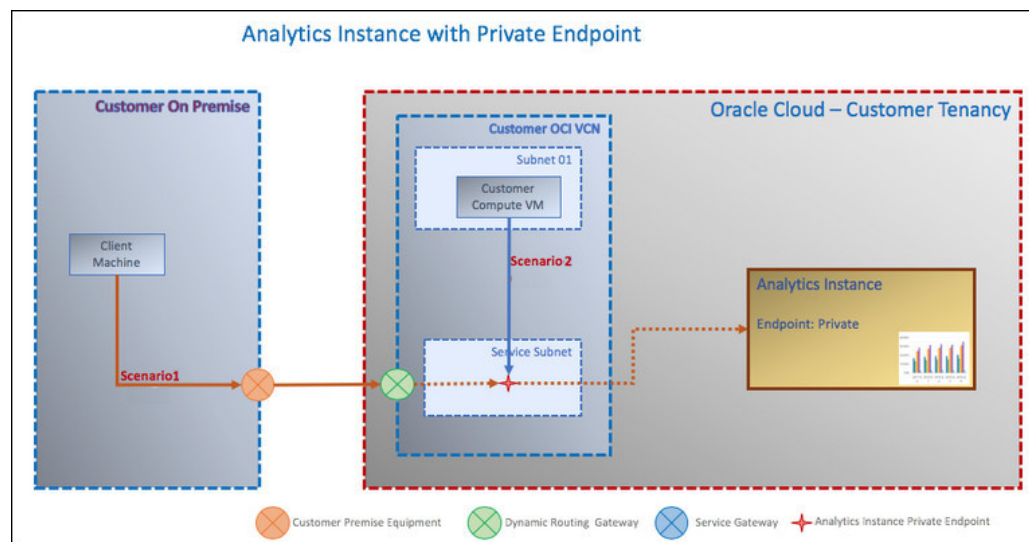 Analytics Instance with Private Endpoint
Customer On Premise
Oracle Cloud – Customer Tenancy
Customer OCI VCN
Subnet 01
Customer
Compute VM
Client
Machine
Scenario 2
Analytics Instance
Endpoint: Private
Service Subnet
Scenario1
Customer Premise Equipment
Dynamic Routing Gateway
Service Gateway
Analytics Instance Private Endpoint